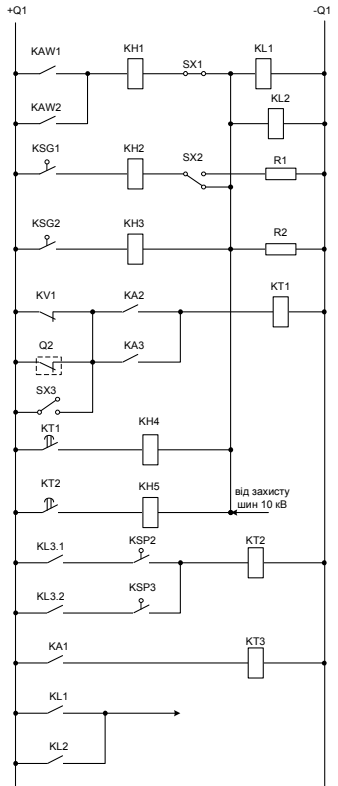 +Q1 -Q1
KAW1 KH1 SX1 KL1
KAW2 KL2
KSG1 KH2 SX2 R1
KSG2 KH3 R2
KV1 KA2 KT1
Q2 KA3
SX3
KT1 KH4
KT2 KH5 від захисту
шин 10 кВ
KL3.1 KSP2 KT2
KL3.2 KSP3
KA1 KT3
KL1
KL2